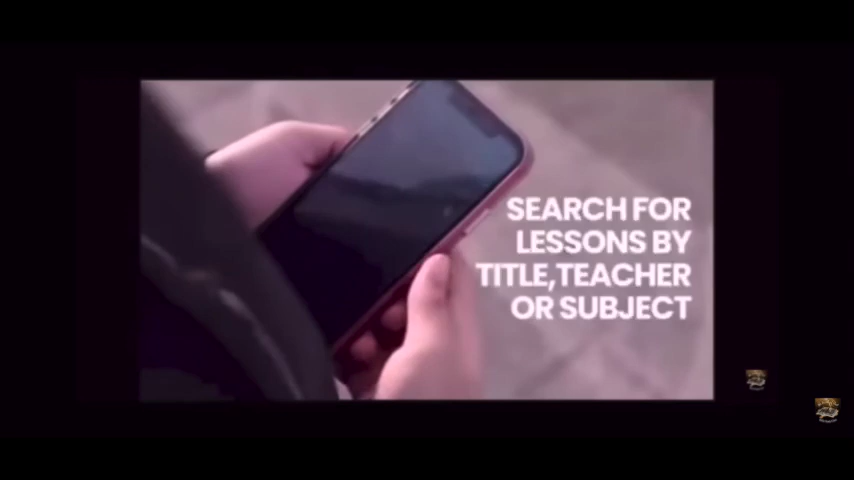 SEARCH FOR
LESSONS BY
TITLE, TEACHER
OR SUBJECT